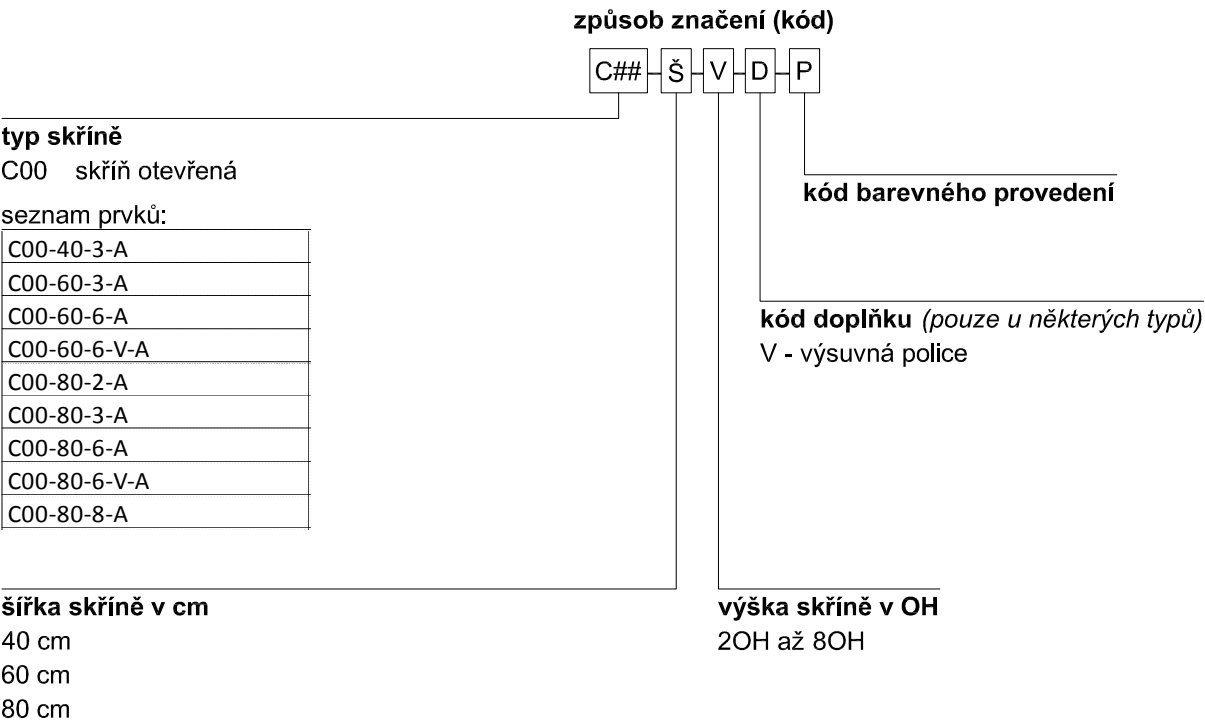 způsob značení (kód)
C## Š V D P
typ skříně
C00 skříň otevřená
seznam prvků:
C00-40-3-A
C00-60-3-A
C00-60-6-A
C00-60-6-V-A
C00-80-2-A
C00-80-3-A
C00-80-6-A
C00-80-6-V-A
C00-80-8-A
kód barevného provedení
kód doplňku (pouze u některých typů)
V - výsuvná police
šířka skříně v cm
40 cm
60 cm
80 cm
výška skříně v OH
2OH až 8OH